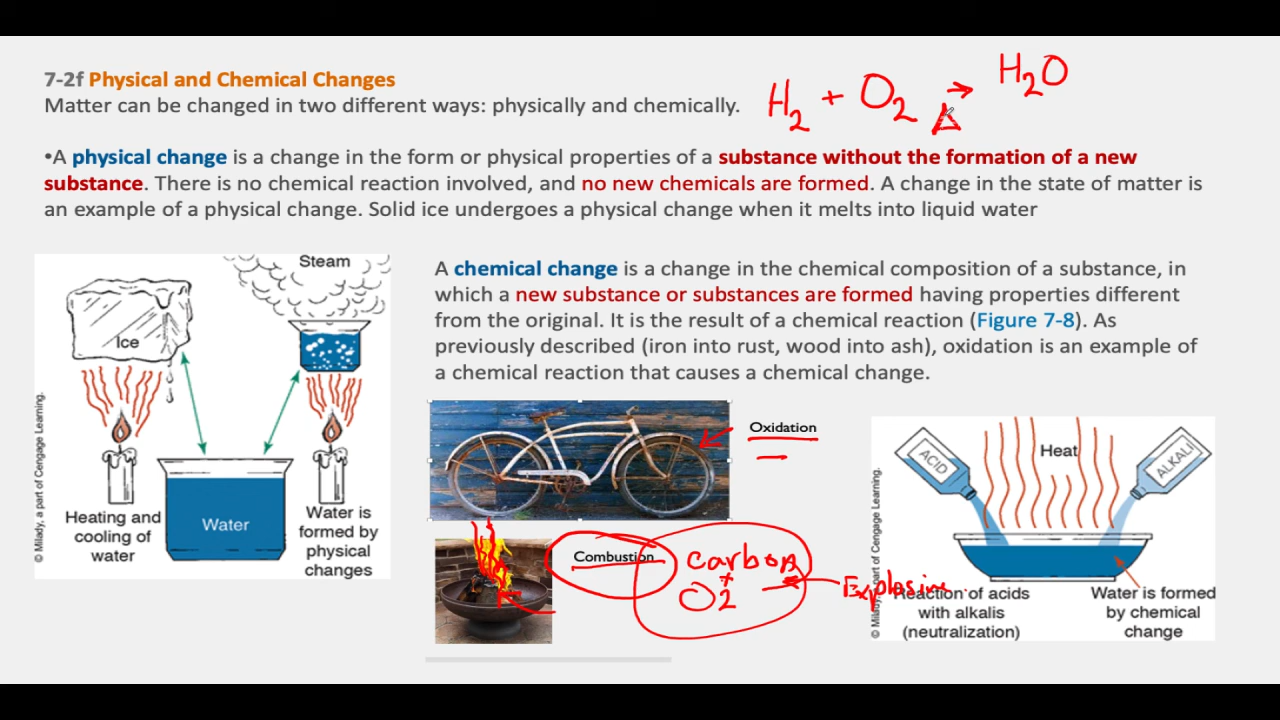 7-2f Physical and Chemical Changes
Matter can be changed in two different ways: physically and chemically.
H2 + O2 → H2O
Δ
•A physical change is a change in the form or physical properties of a substance without the formation of a new
substance. There is no chemical reaction involved, and no new chemicals are formed. A change in the state of matter is
an example of a physical change. Solid ice undergoes a physical change when it melts into liquid water
Steam
Ice
Water
Heating and
cooling of
water
Water is
formed by
physical
changes
© Milady, a part of Cengage Learning.
A chemical change is a change in the chemical composition of a substance, in
which a new substance or substances are formed having properties different
from the original. It is the result of a chemical reaction (Figure 7-8). As
previously described (iron into rust, wood into ash), oxidation is an example of
a chemical reaction that causes a chemical change.
Oxidation
Combustion
carbon
+
O2
Explosive
Heat
ACID
ALKALI
Reaction of acids
with alkalis
(neutralization)
Water is formed
by chemical
change
© Milady, a part of Cengage Learning.